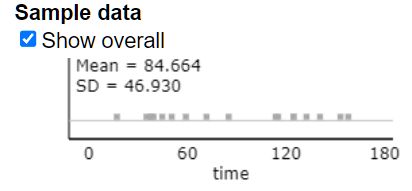 Sample data
Show overall
Mean = 84.664
SD = 46.930
0 60 120 180
time